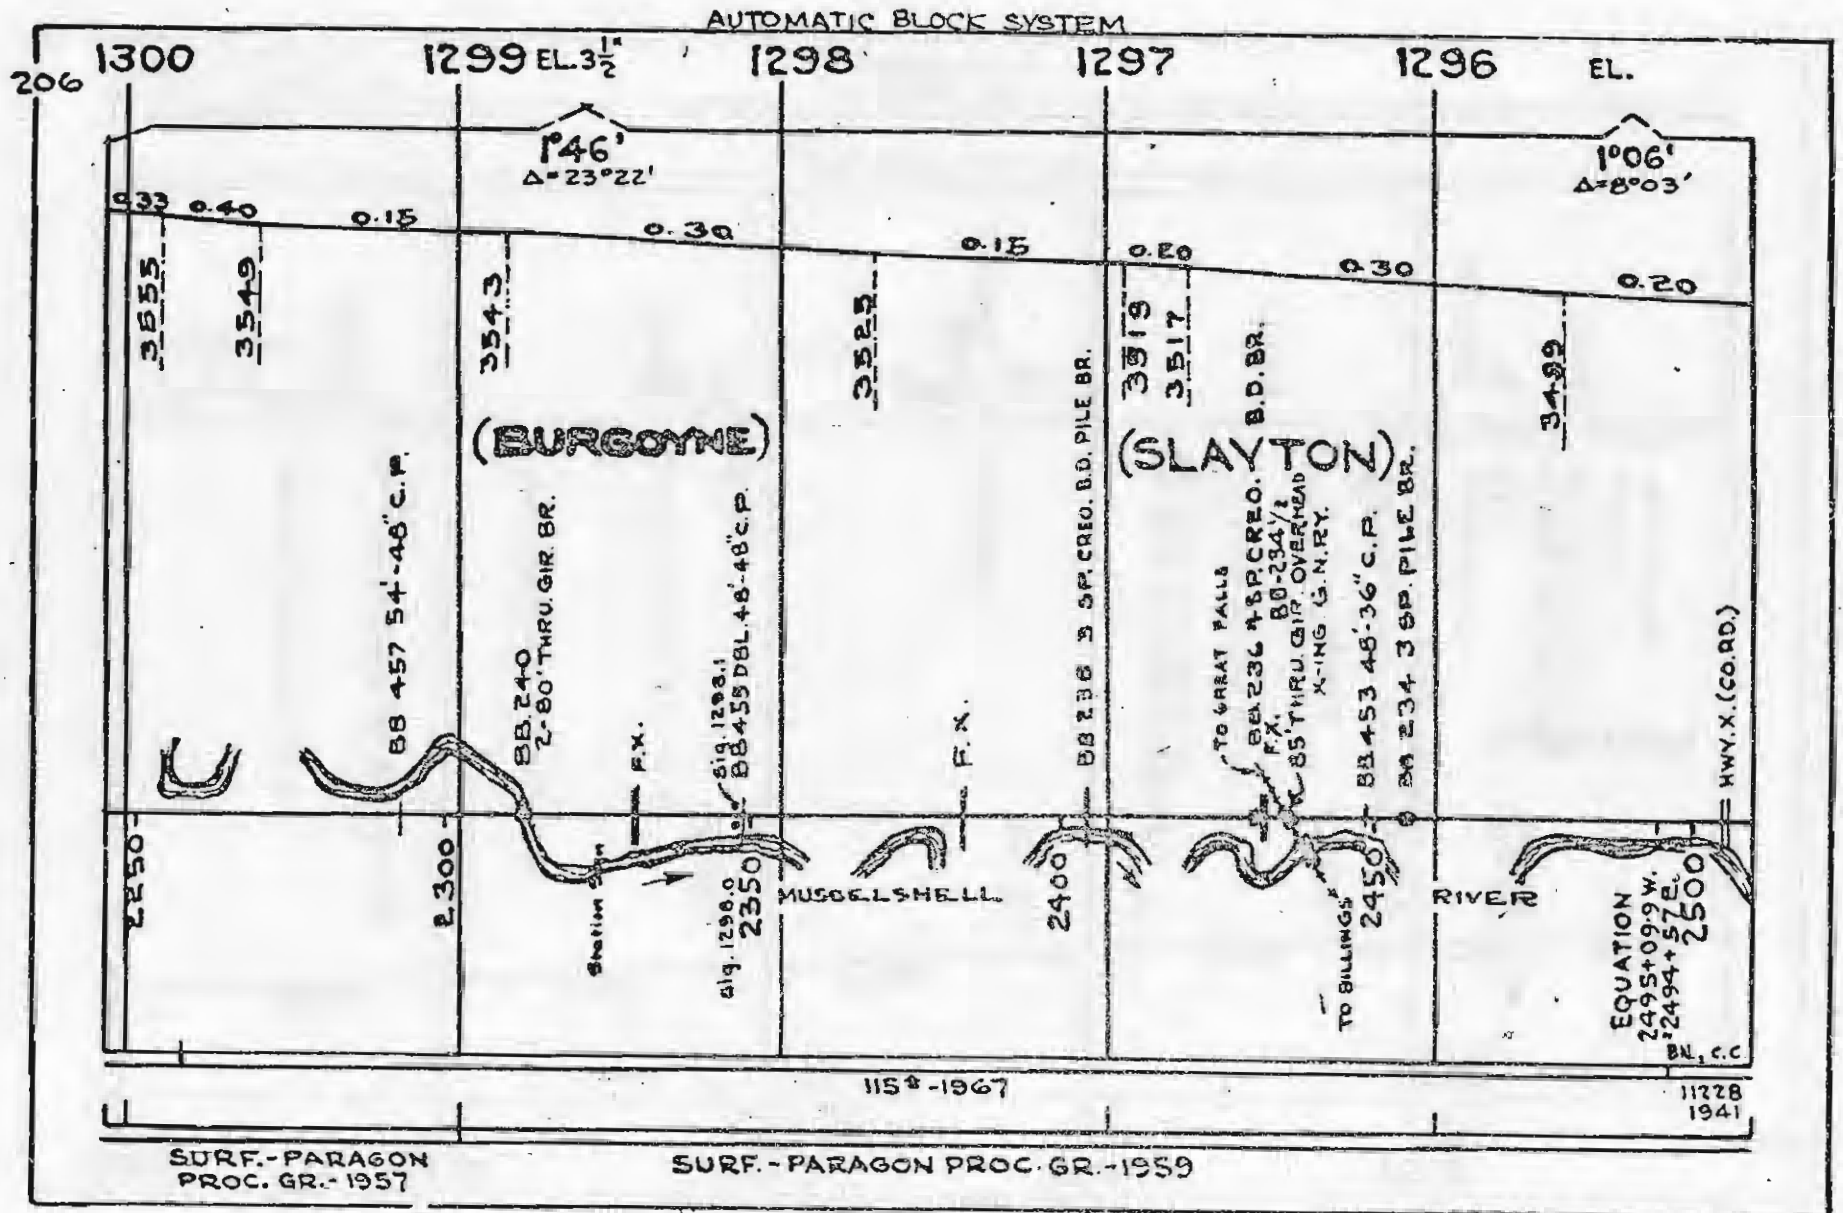 AUTOMATIC BLOCK SYSTEM
206
1300
1299 EL. 3½"
1298
1297
1296
EL.
1°46'
Δ=23°22'
1°06'
Δ=8°03'
0.33
0.40
0.15
0.30
0.15
0.20
0.30
0.20
3555
3549
3543
3525
3519
3517
3499
(BURGOYNE)
(SLAYTON)
BB 457 54'-48" C.P.
BB. 240
2-80' THRU. GIR. BR.
F.X.
Sig. 1298.1
BB 455 DBL. 48'-48" C.P.
F.X.
BB 238 3 SP. CREO. B.D. PILE BR.
TO GREAT FALLS
BB. 236 4 SP. CREO. B.D. BR.
F.X.
BB-234½
85' THRU. GIR. OVERHEAD
X-ING. G.N. RY.
BB 453 48'-36" C.P.
BB 234 3 SP. PILE BR.
HWY. X. (CO. RD.)
2250
2300
Station Sign
Sig. 1298.0
2350
MUSSELSHELL
2400
TO BILLINGS
2450
RIVER
EQUATION
2495+09.9 W.
=2494+57 E.
2500
BN., C.C.
115#-1967
11228
1941
SURF.-PARAGON
PROC. GR.-1957
SURF.-PARAGON PROC. GR.-1959